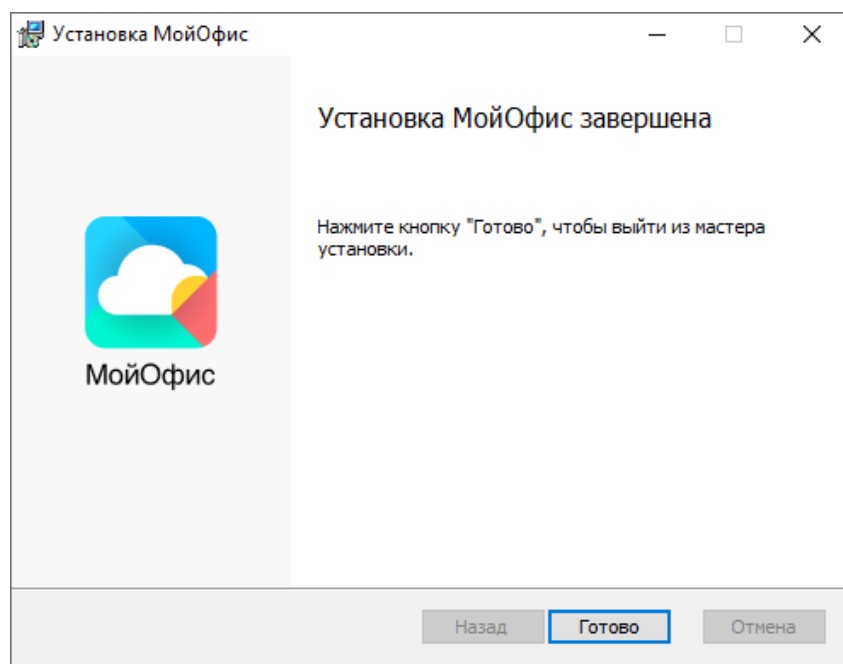 Установка МойОфис
Установка МойОфис завершена
Нажмите кнопку "Готово", чтобы выйти из мастера
установки.
МойОфис
Назад
Готово
Отмена